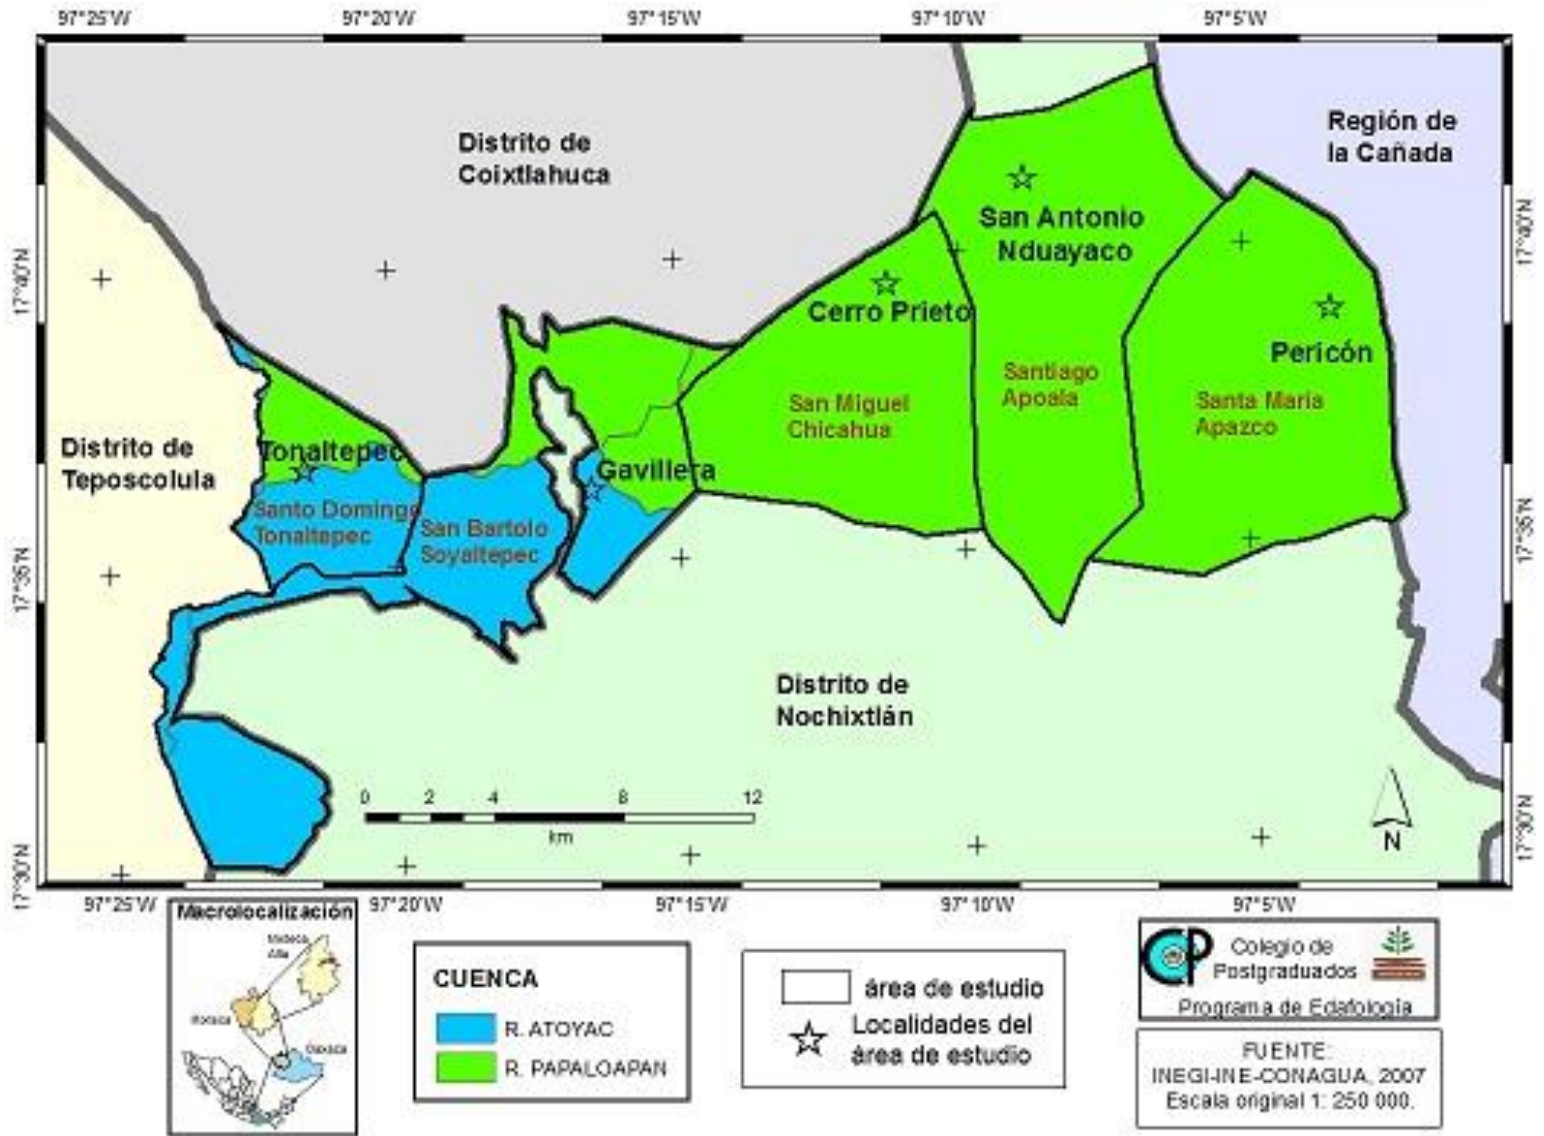 97°25'W 97°20'W 97°15'W 97°10'W 97°5'W
Distrito de
Coixtlahuca
Región de
la Cañada
San Antonio
Nduayaco
17°40'N
17°40'N
Cerro Prieto
Pericón
Santiago
Apoala
San Miguel
Chicahua
Santa María
Apazco
Distrito de
Teposcolula
Tonaltepec
Gavillera
Santo Domingo
Tonaltepec
San Bartolo
Soyaltepec
17°35'N
17°35'N
Distrito de
Nochixtlán
0 2 4 8 12
km
N
17°30'N
17°30'N
97°25'W 97°20'W 97°15'W 97°10'W 97°5'W
Macrolocalización
Mixteca
Alta
Oaxaca
CUENCA
R. ATOYAC
R. PAPALOAPAN
área de estudio
Localidades del
área de estudio
CP
Colegio de
Postgraduados
Programa de Edafología
FUENTE:
INEGI-INE-CONAGUA, 2007
Escala original 1: 250 000.